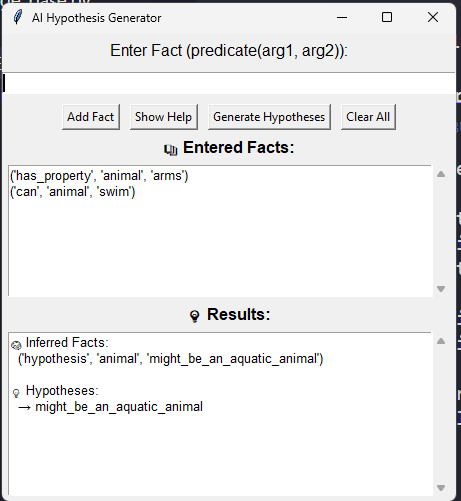 AI Hypothesis Generator
Enter Fact (predicate(arg1, arg2)):
Add Fact Show Help Generate Hypotheses Clear All
Entered Facts:
('has_property', 'animal', 'arms')
('can', 'animal', 'swim')
Results:
Inferred Facts:
('hypothesis', 'animal', 'might_be_an_aquatic_animal')
Hypotheses:
→ might_be_an_aquatic_animal